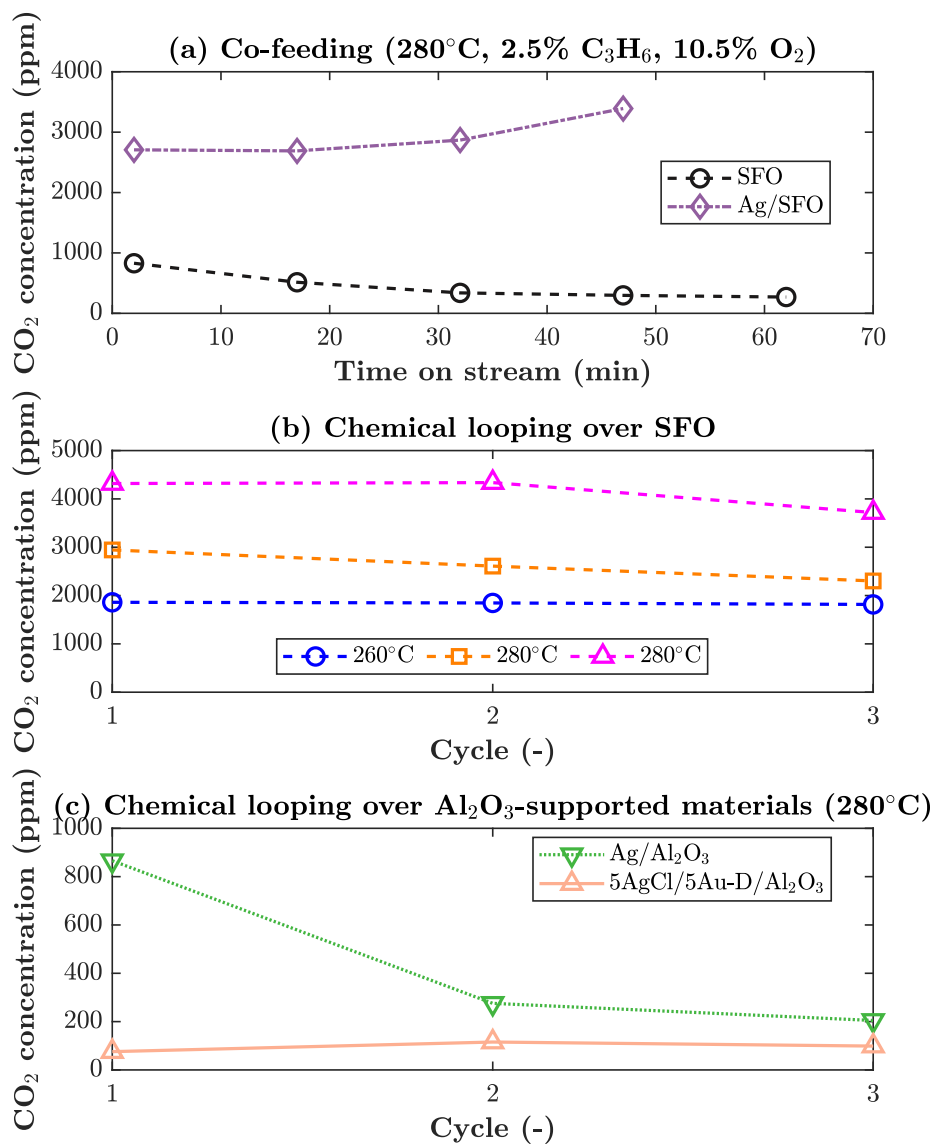 (a) Co-feeding (280°C, 2.5% C₃H₆, 10.5% O₂)
CO₂ concentration (ppm)
4000
3000
2000
1000
0
SFO
Ag/SFO
0 10 20 30 40 50 60 70
Time on stream (min)
(b) Chemical looping over SFO
CO₂ concentration (ppm)
5000
4000
3000
2000
1000
0
260°C 280°C 280°C
1 2 3
Cycle (-)
(c) Chemical looping over Al₂O₃-supported materials (280°C)
CO₂ concentration (ppm)
1000
800
600
400
200
0
Ag/Al₂O₃
5AgCl/5Au-D/Al₂O₃
1 2 3
Cycle (-)